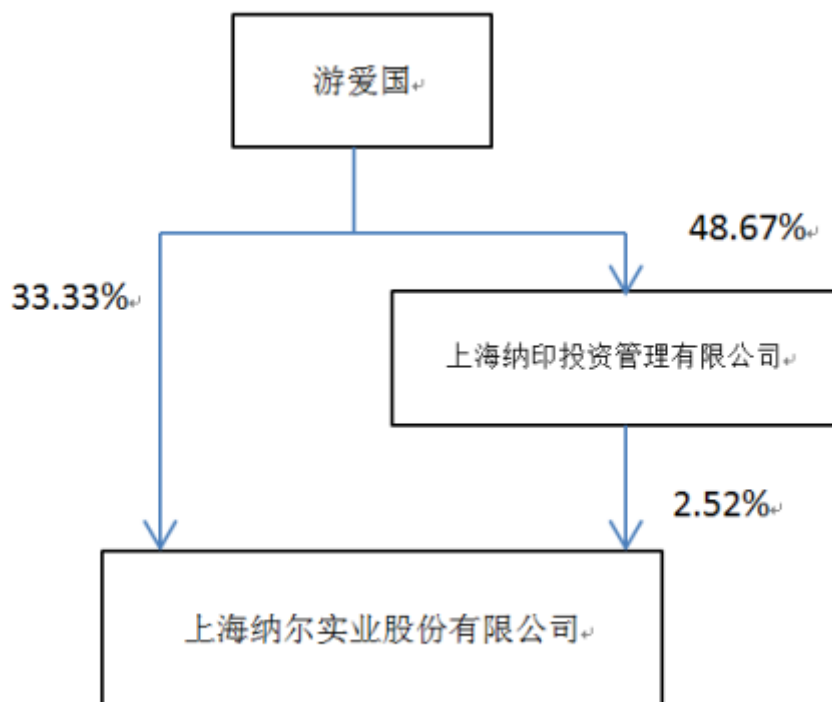 游爱国
48.67%
33.33%
上海纳印投资管理有限公司
2.52%
上海纳尔实业股份有限公司